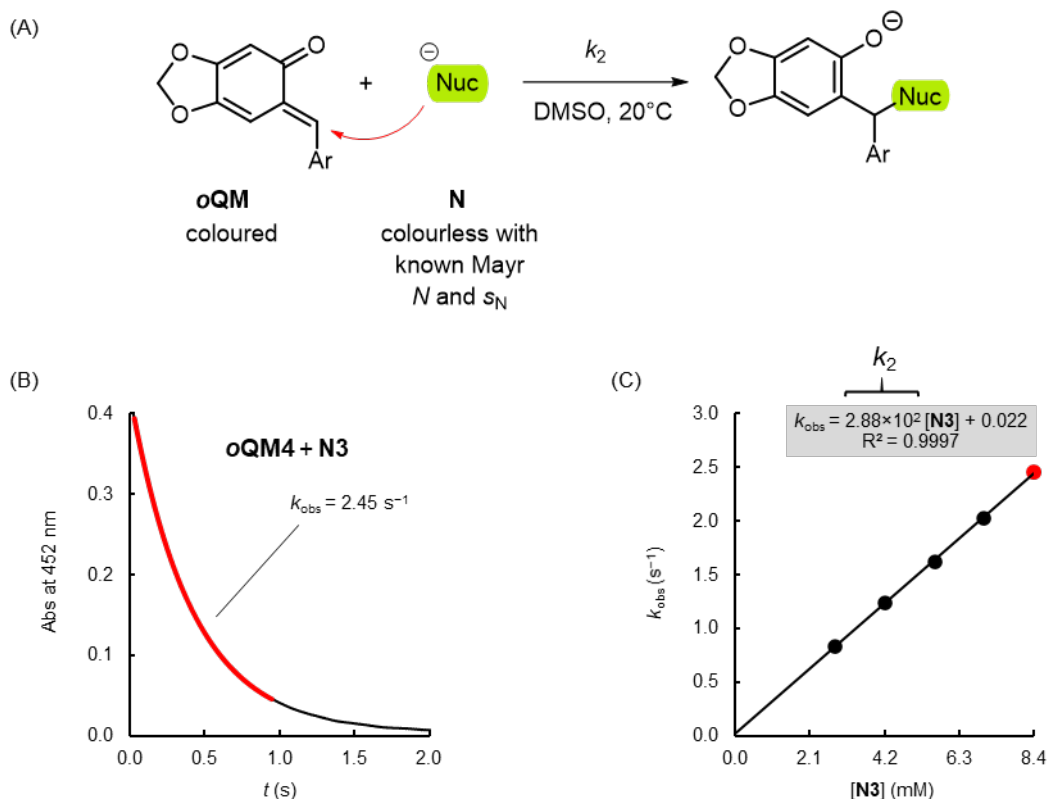 (A)
O
O
O
Ar
+
⊖
Nuc
k₂
DMSO, 20°C
O
O
O
⊖
Nuc
Ar
oQM
coloured
N
colourless with
known Mayr
N and sN
(B)
0.4
0.3
0.2
0.1
0.0
Abs at 452 nm
oQM4 + N3
kobs = 2.45 s⁻¹
0.0 0.5 1.0 1.5 2.0
t (s)
(C)
k₂
kobs = 2.88×10² [N3] + 0.022
R² = 0.9997
3.0
2.5
2.0
1.5
1.0
0.5
0.0
kobs (s⁻¹)
0.0 2.1 4.2 6.3 8.4
[N3] (mM)